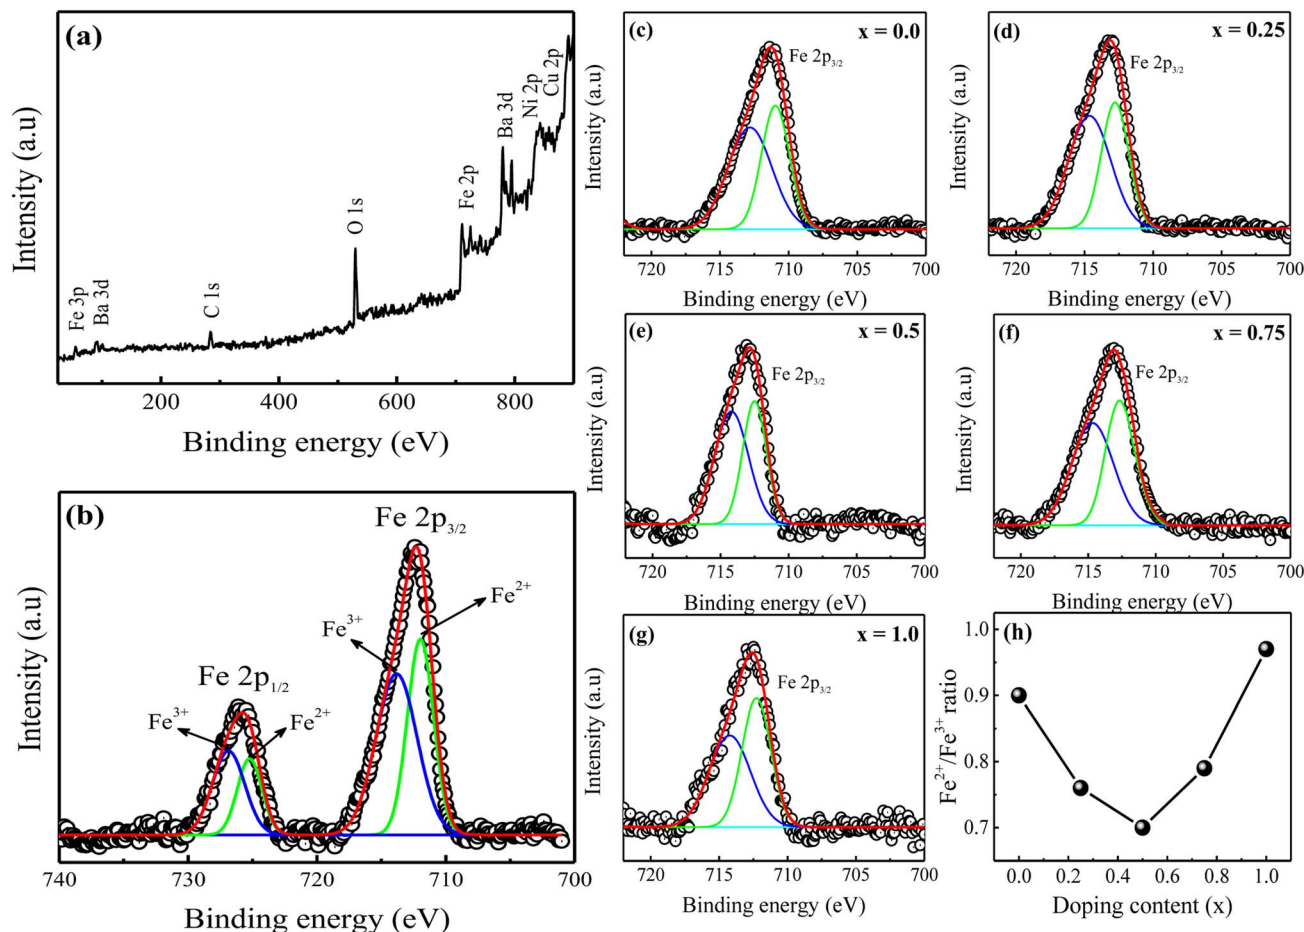 (a)
Fe 3p
Ba 3d
C 1s
O 1s
Fe 2p
Ba 3d
Ni 2p
Cu 2p
Intensity (a.u)
200 400 600 800
Binding energy (eV)
(b)
Fe 2p3/2
Fe2+
Fe3+
Fe 2p1/2
Fe3+
Fe2+
Intensity (a.u)
740 730 720 710 700
Binding energy (eV)
(c)
x = 0.0
Fe 2p3/2
Intensity (a.u)
720 715 710 705 700
Binding energy (eV)
(d)
x = 0.25
Fe 2p3/2
Intensity (a.u)
720 715 710 705 700
Binding energy (eV)
(e)
x = 0.5
Fe 2p3/2
Intensity (a.u)
720 715 710 705 700
Binding energy (eV)
(f)
x = 0.75
Fe 2p3/2
Intensity (a.u)
720 715 710 705 700
Binding energy (eV)
(g)
x = 1.0
Fe 2p3/2
Intensity (a.u)
720 715 710 705 700
Binding energy (eV)
(h)
1.0
0.9
0.8
0.7
Fe2+/Fe3+ ratio
0.0 0.2 0.4 0.6 0.8 1.0
Doping content (x)